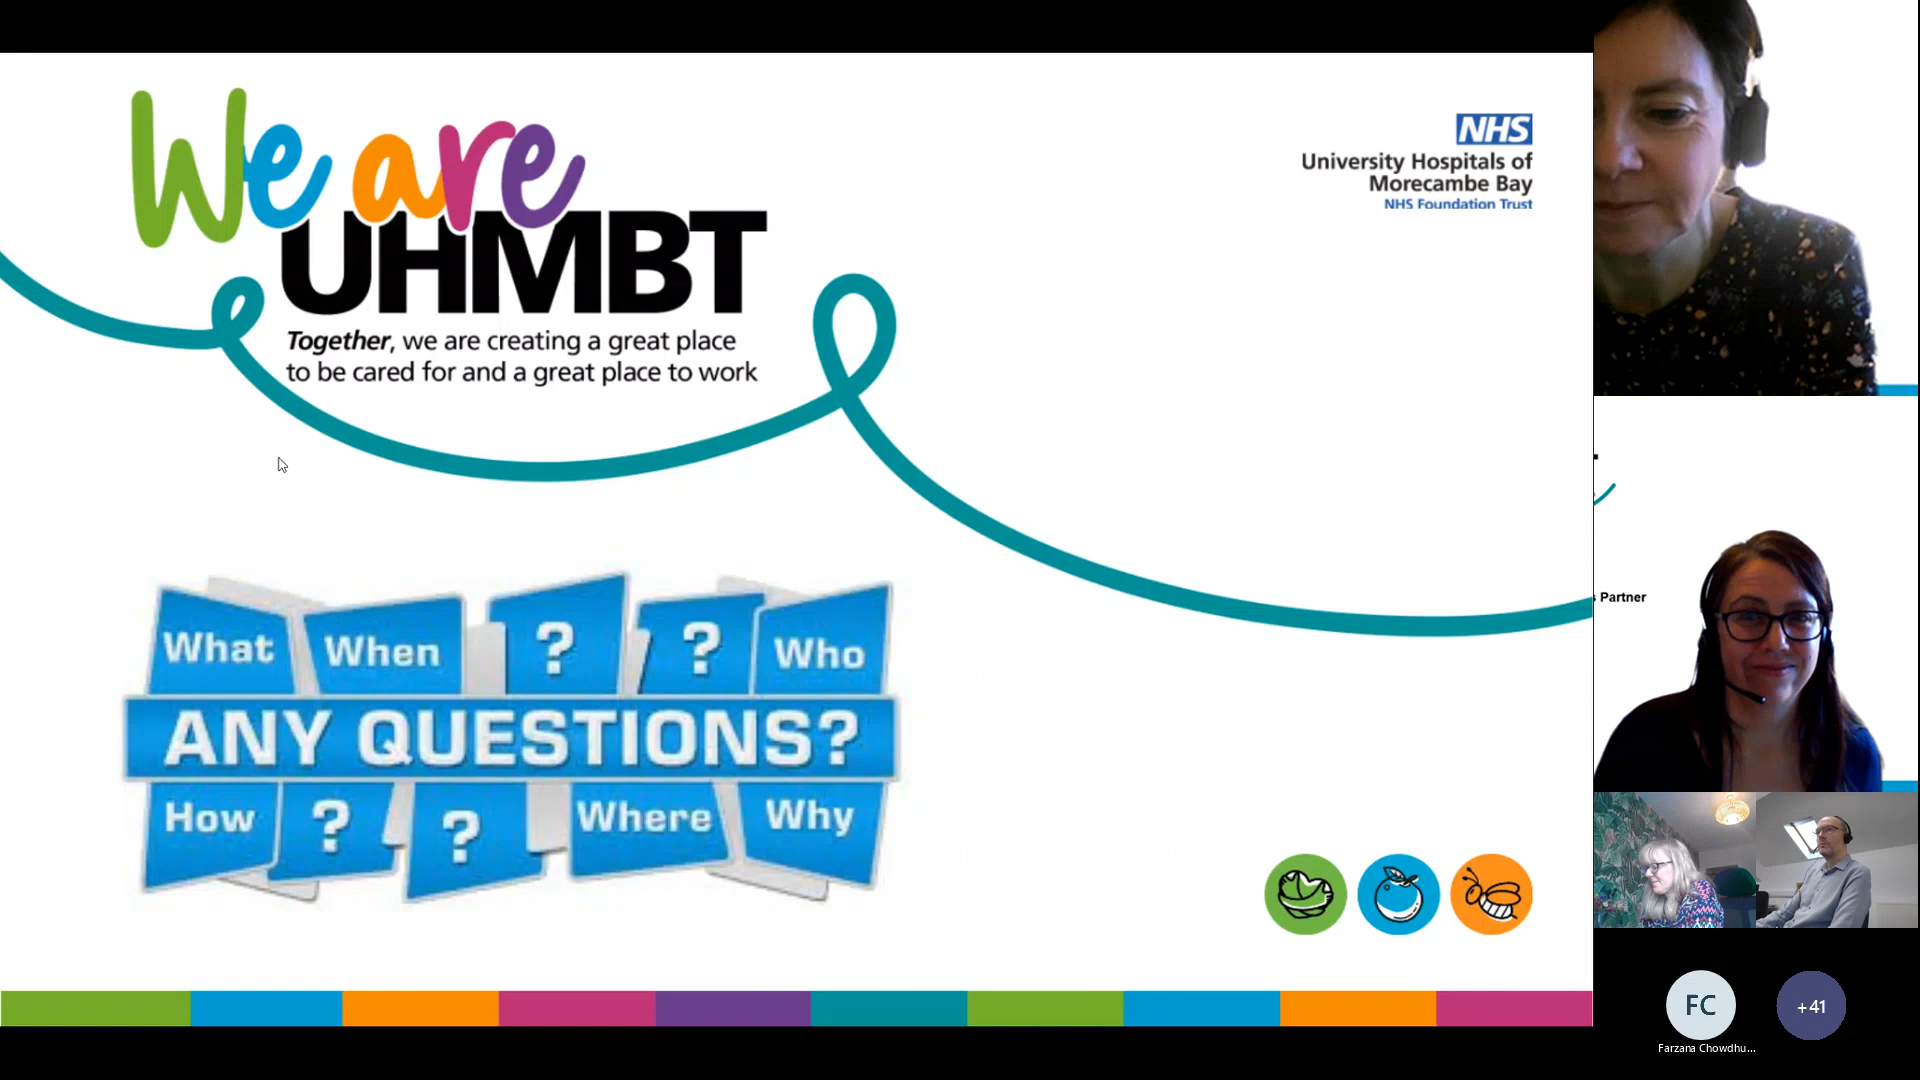 We are
UHMBT
Together, we are creating a great place
to be cared for and a great place to work
NHS
University Hospitals of
Morecambe Bay
NHS Foundation Trust
What When ? ? Who
ANY QUESTIONS?
How ? ? Where Why
Partner
FC
+41
Farzana Chowdhu...